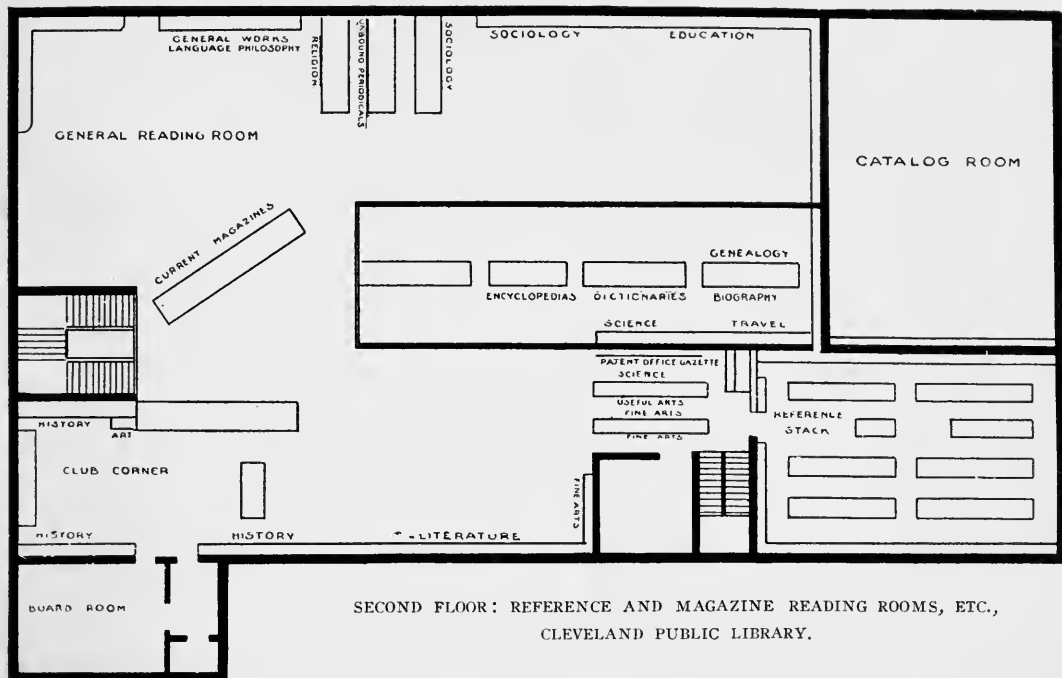 GENERAL WORKS
LANGUAGE PHILOSOPHY
RELIGION
UNBOUND PERIODICALS
SOCIOLOGY
SOCIOLOGY
EDUCATION
GENERAL READING ROOM
CATALOG ROOM
CURRENT MAGAZINES
GENEALOGY
ENCYCLOPEDIAS
DICTIONARIES
BIOGRAPHY
SCIENCE
TRAVEL
PATENT OFFICE GAZETTE
SCIENCE
USEFUL ARTS
FINE ARTS
FINE ARTS
REFERENCE
STACK
HISTORY
ART
CLUB CORNER
FINE ARTS
HISTORY
HISTORY
LITERATURE
BOARD ROOM
SECOND FLOOR: REFERENCE AND MAGAZINE READING ROOMS, ETC.,
CLEVELAND PUBLIC LIBRARY.